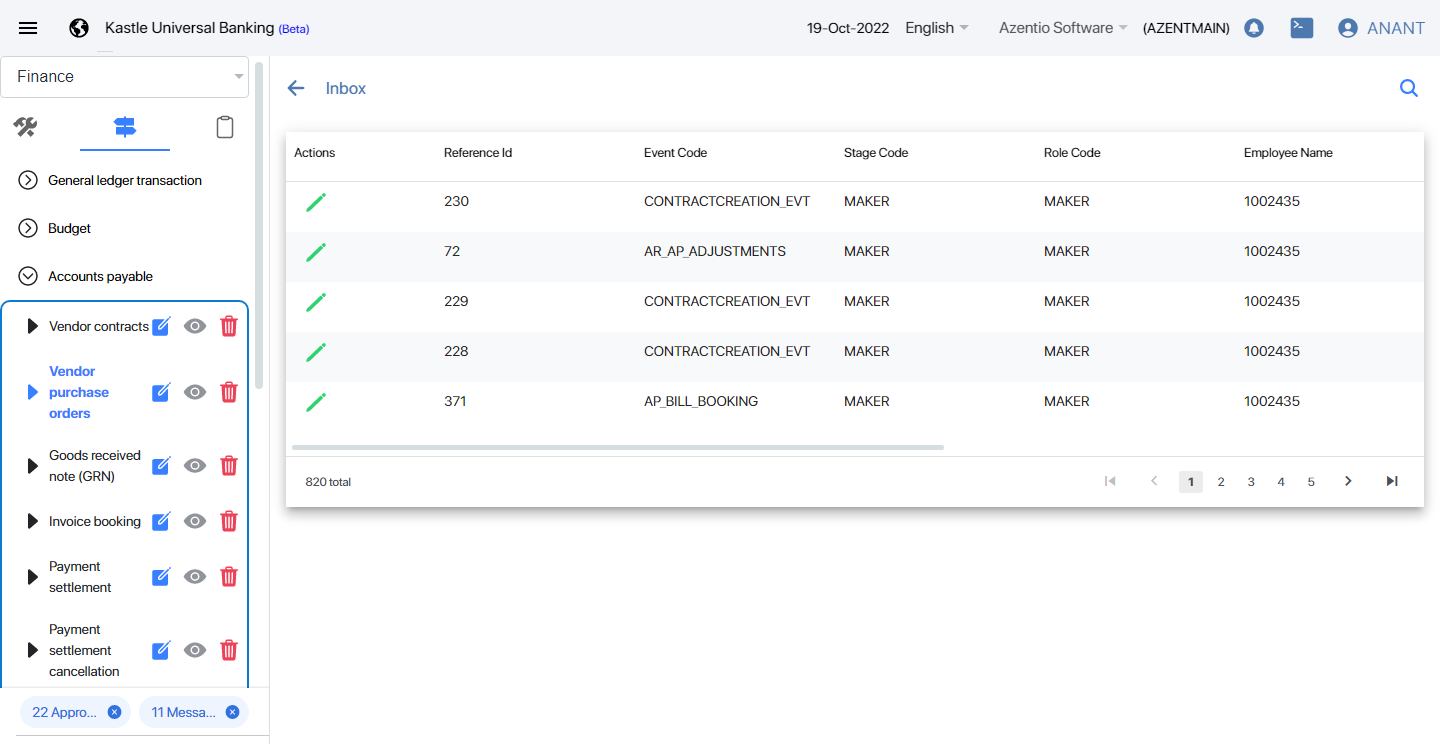 Kastle Universal Banking (Beta)
19-Oct-2022 English Azentio Software (AZENTMAIN) ANANT
Finance
General ledger transaction
Budget
Accounts payable
Vendor contracts
Vendor
purchase
orders
Goods received
note (GRN)
Invoice booking
Payment
settlement
Payment
settlement
cancellation
22 Appro...
11 Messa...
Inbox
Actions Reference Id Event Code Stage Code Role Code Employee Name
230 CONTRACTCREATION_EVT MAKER MAKER 1002435
72 AR_AP_ADJUSTMENTS MAKER MAKER 1002435
229 CONTRACTCREATION_EVT MAKER MAKER 1002435
228 CONTRACTCREATION_EVT MAKER MAKER 1002435
371 AP_BILL_BOOKING MAKER MAKER 1002435
820 total 1 2 3 4 5